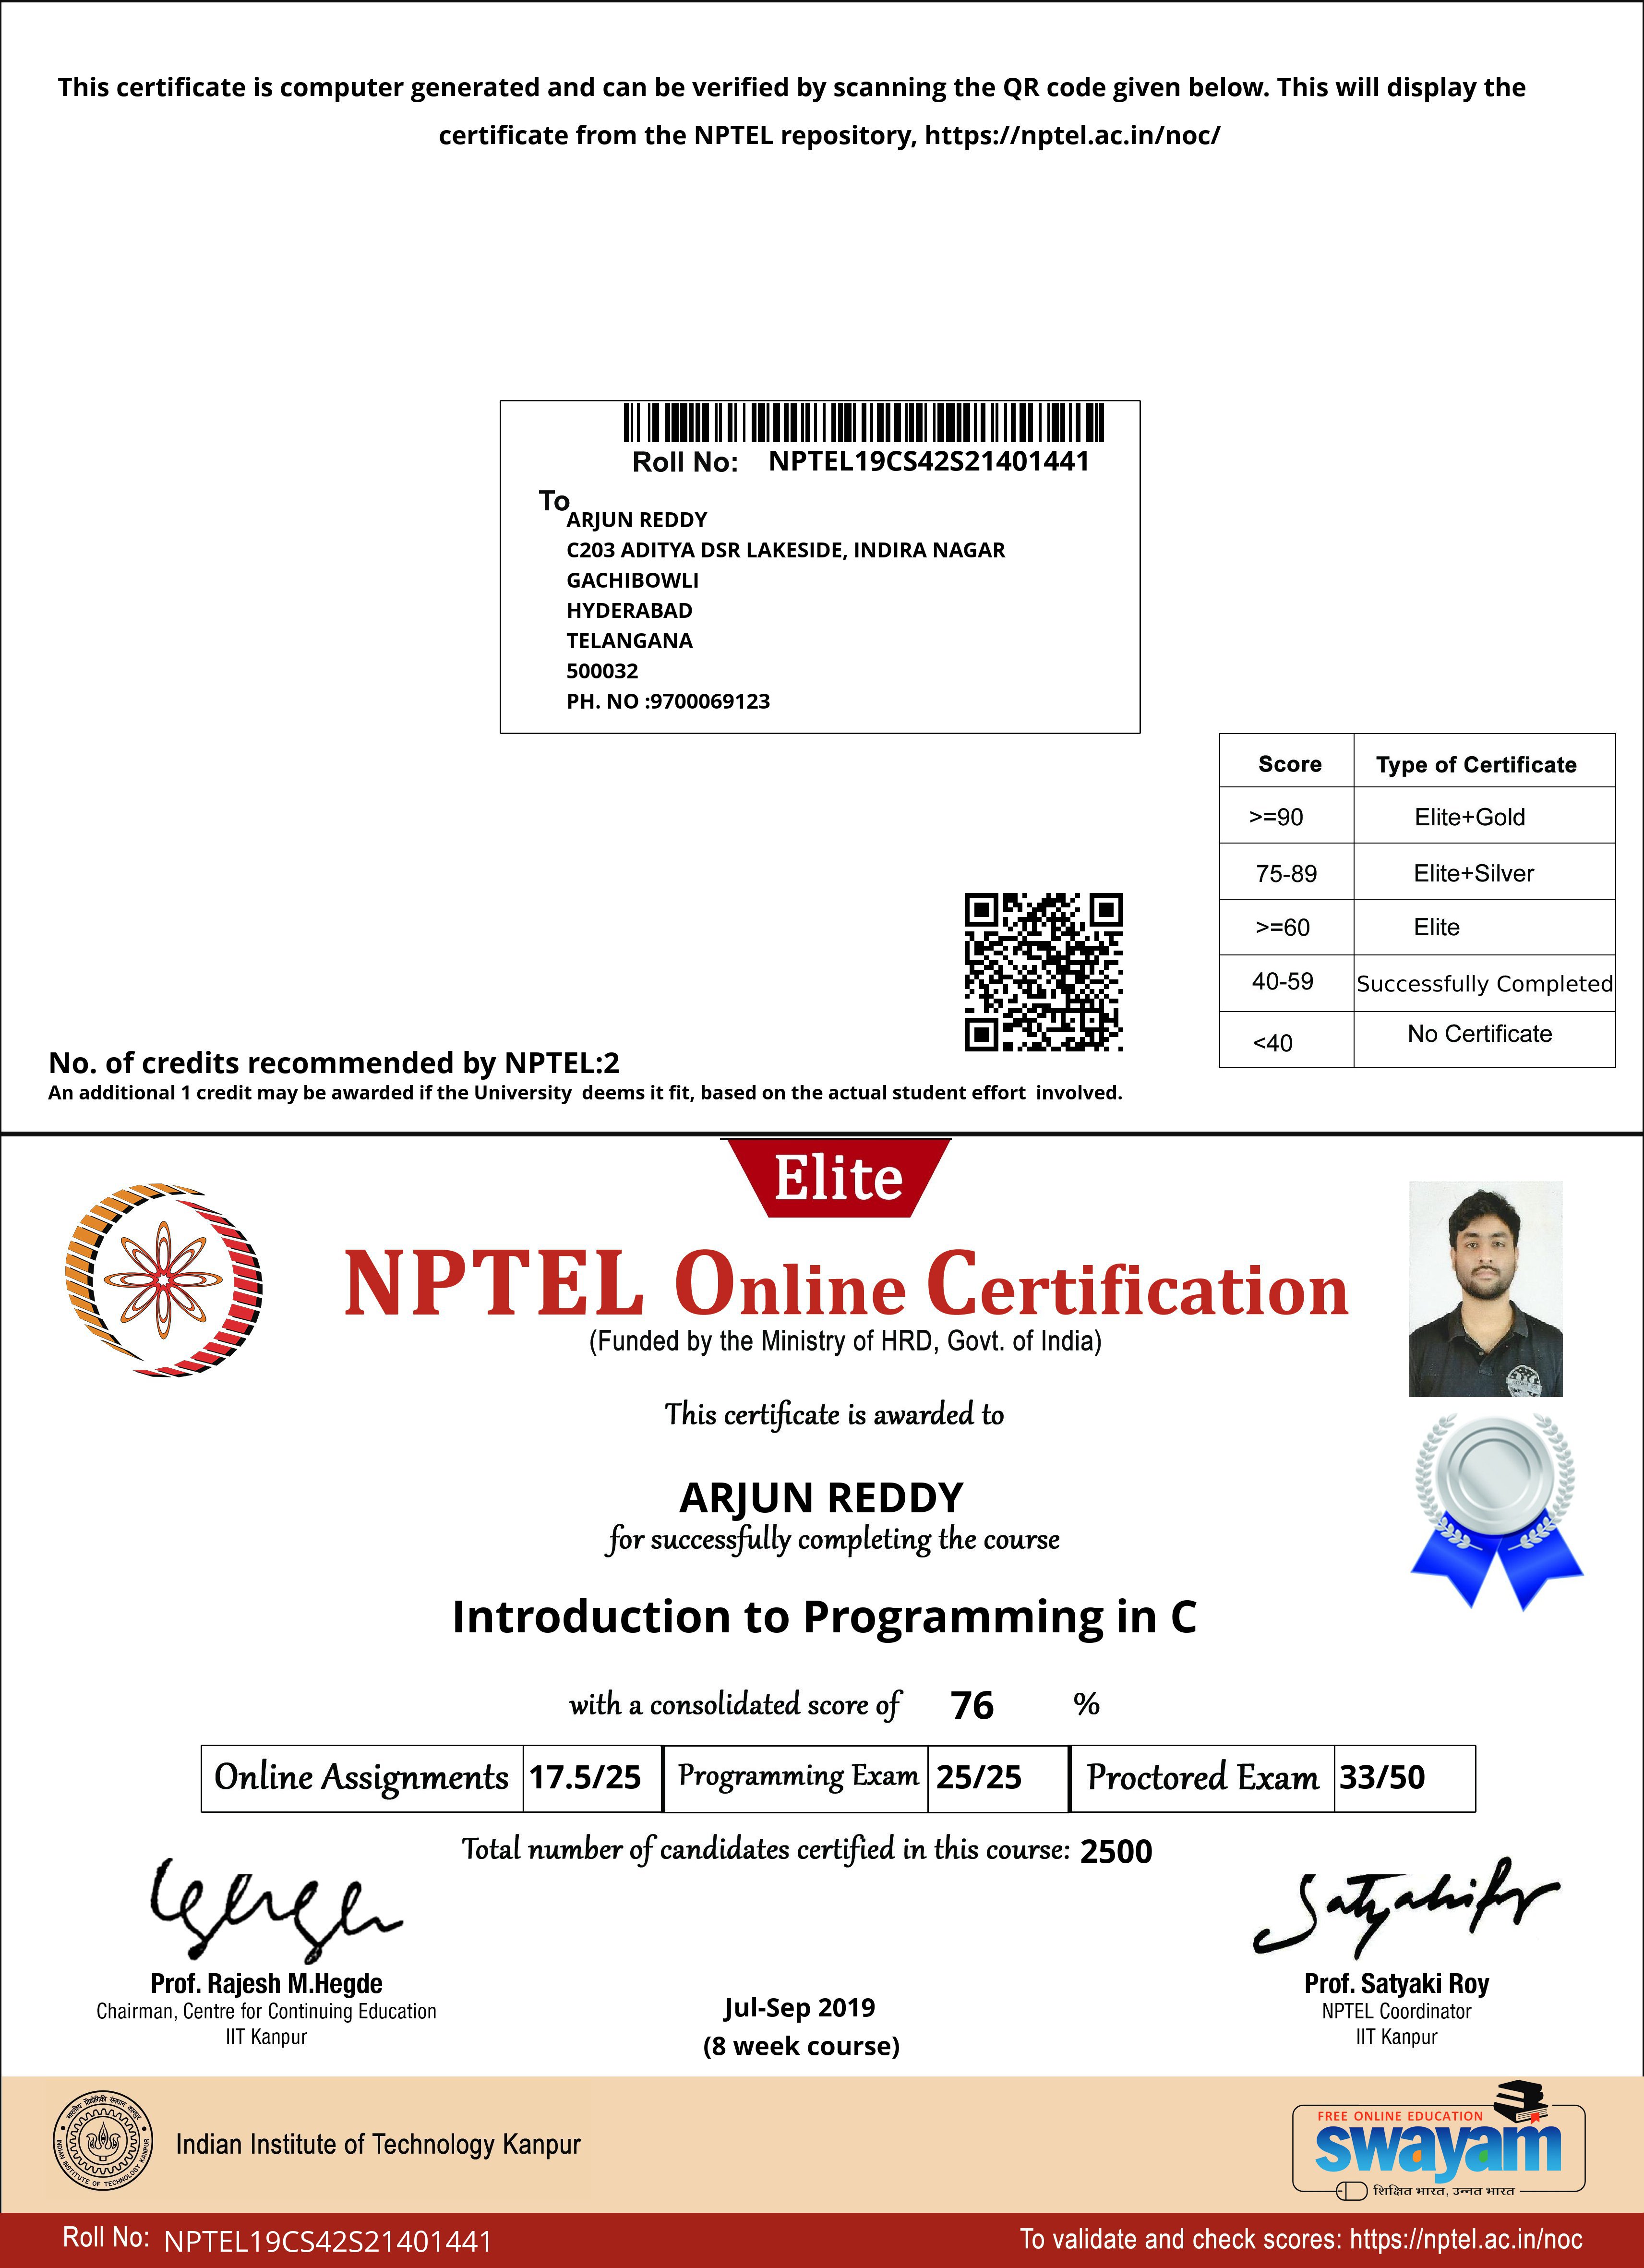 This certificate is computer generated and can be verified by scanning the QR code given below. This will display the
certificate from the NPTEL repository, https://nptel.ac.in/noc/
Roll No: NPTEL19CS42S21401441
To
ARJUN REDDY
C203 ADITYA DSR LAKESIDE, INDIRA NAGAR
GACHIBOWLI
HYDERABAD
TELANGANA
500032
PH. NO :9700069123
Score Type of Certificate
>=90 Elite+Gold
75-89 Elite+Silver
>=60 Elite
40-59 Successfully Completed
<40 No Certificate
No. of credits recommended by NPTEL:2
An additional 1 credit may be awarded if the University deems it fit, based on the actual student effort involved.
Elite
NPTEL Online Certification
(Funded by the Ministry of HRD, Govt. of India)
This certificate is awarded to
ARJUN REDDY
for successfully completing the course
Introduction to Programming in C
with a consolidated score of 76 %
Online Assignments 17.5/25 Programming Exam 25/25 Proctored Exam 33/50
Total number of candidates certified in this course: 2500
Prof. Rajesh M.Hegde
Chairman, Centre for Continuing Education
IIT Kanpur
Jul-Sep 2019
(8 week course)
Prof. Satyaki Roy
NPTEL Coordinator
IIT Kanpur
भारतीय प्रौद्योगिकी संस्थान कानपुर
INDIAN INSTITUTE OF TECHNOLOGY KANPUR
Indian Institute of Technology Kanpur
FREE ONLINE EDUCATION
swayam
शिक्षित भारत, उन्नत भारत
Roll No: NPTEL19CS42S21401441
To validate and check scores: https://nptel.ac.in/noc